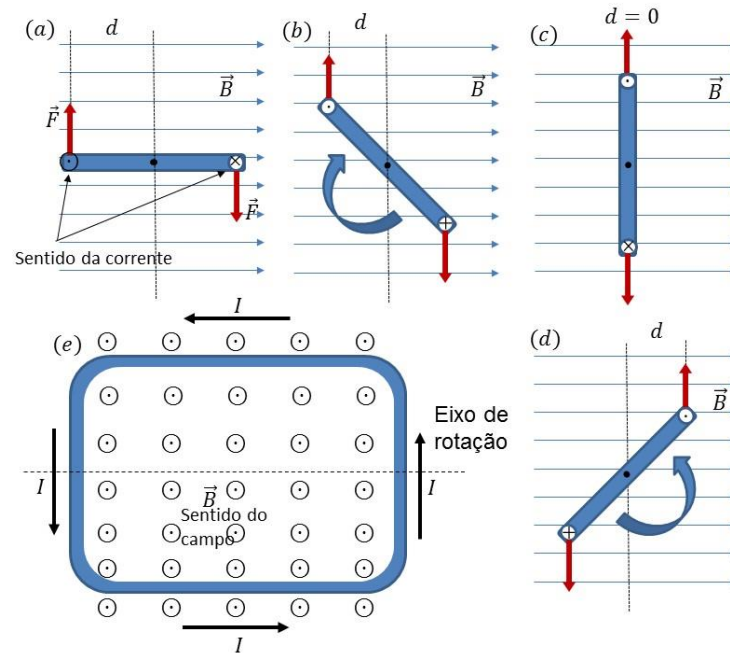 (a)
d
B⃗
F⃗
F⃗
Sentido da corrente
(b)
d
B⃗
(c)
d = 0
B⃗
(d)
d
B⃗
(e)
I
I
B⃗
Sentido do
campo
I
I
Eixo de
rotação